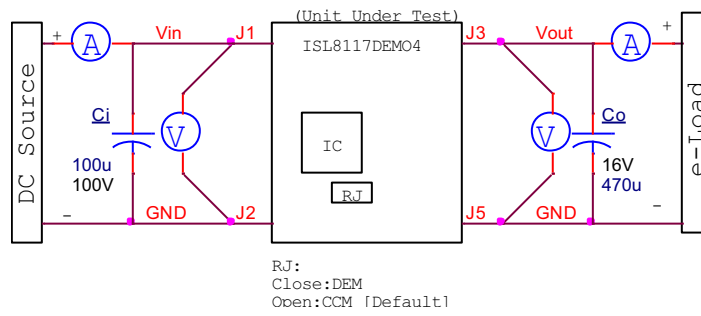 (Unit Under Test)
ISL8117DEMO4
DC Source
+
A
Vin
J1
J3
Vout
A
+
Ci
V
100u
100V
IC
RJ
V
Co
16V
470u
e-Load
-
GND
J2
J5
GND
-
RJ:
Close:DEM
Open:CCM [Default]